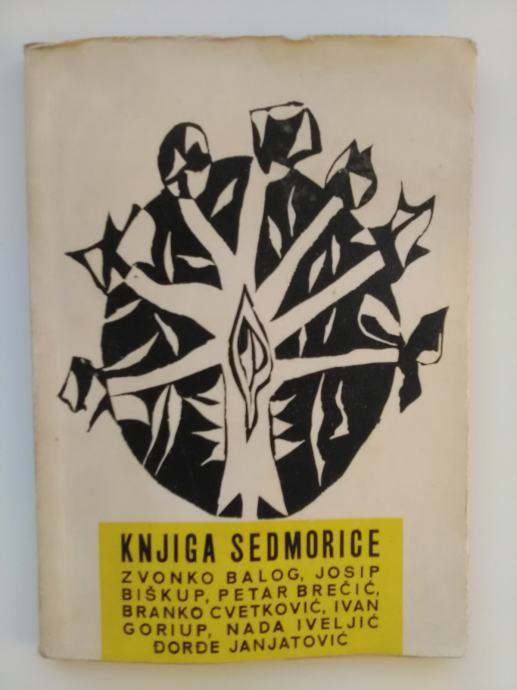 KNJIGA SEDMORICE
ZVONKO BALOG, JOSIP
BIŠKUP, PETAR BREČIĆ,
BRANKO CVETKOVIĆ, IVAN
GORIUP, NADA IVELJIĆ
ĐORĐE JANJATOVIĆ